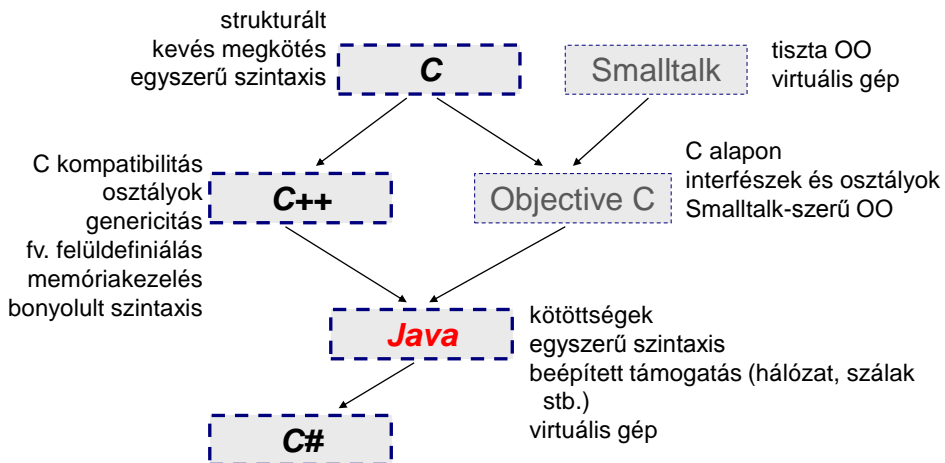 strukturált
kevés megkötés
egyszerű szintaxis
C
Smalltalk
tiszta OO
virtuális gép
C kompatibilitás
osztályok
genericitás
fv. felüldefiniálás
memóriakezelés
bonyolult szintaxis
C++
Objective C
C alapon
interfészek és osztályok
Smalltalk-szerű OO
Java
kötöttségek
egyszerű szintaxis
beépített támogatás (hálózat, szálak
stb.)
virtuális gép
C#